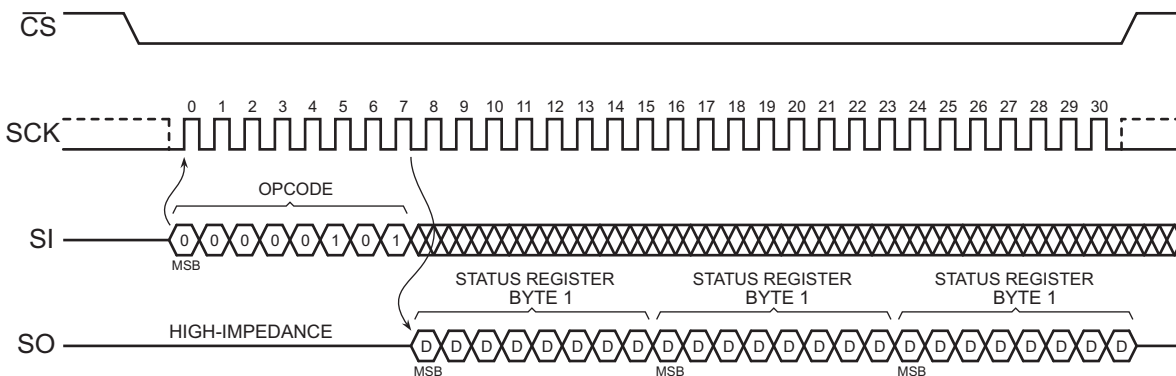 CS
0 1 2 3 4 5 6 7 8 9 10 11 12 13 14 15 16 17 18 19 20 21 22 23 24 25 26 27 28 29 30
SCK
OPCODE
SI
0 0 0 0 0 1 0 1
MSB
STATUS REGISTER
BYTE 1
STATUS REGISTER
BYTE 1
STATUS REGISTER
BYTE 1
HIGH-IMPEDANCE
SO
D D D D D D D D D D D D D D D D D D D D D D D D
MSB MSB MSB